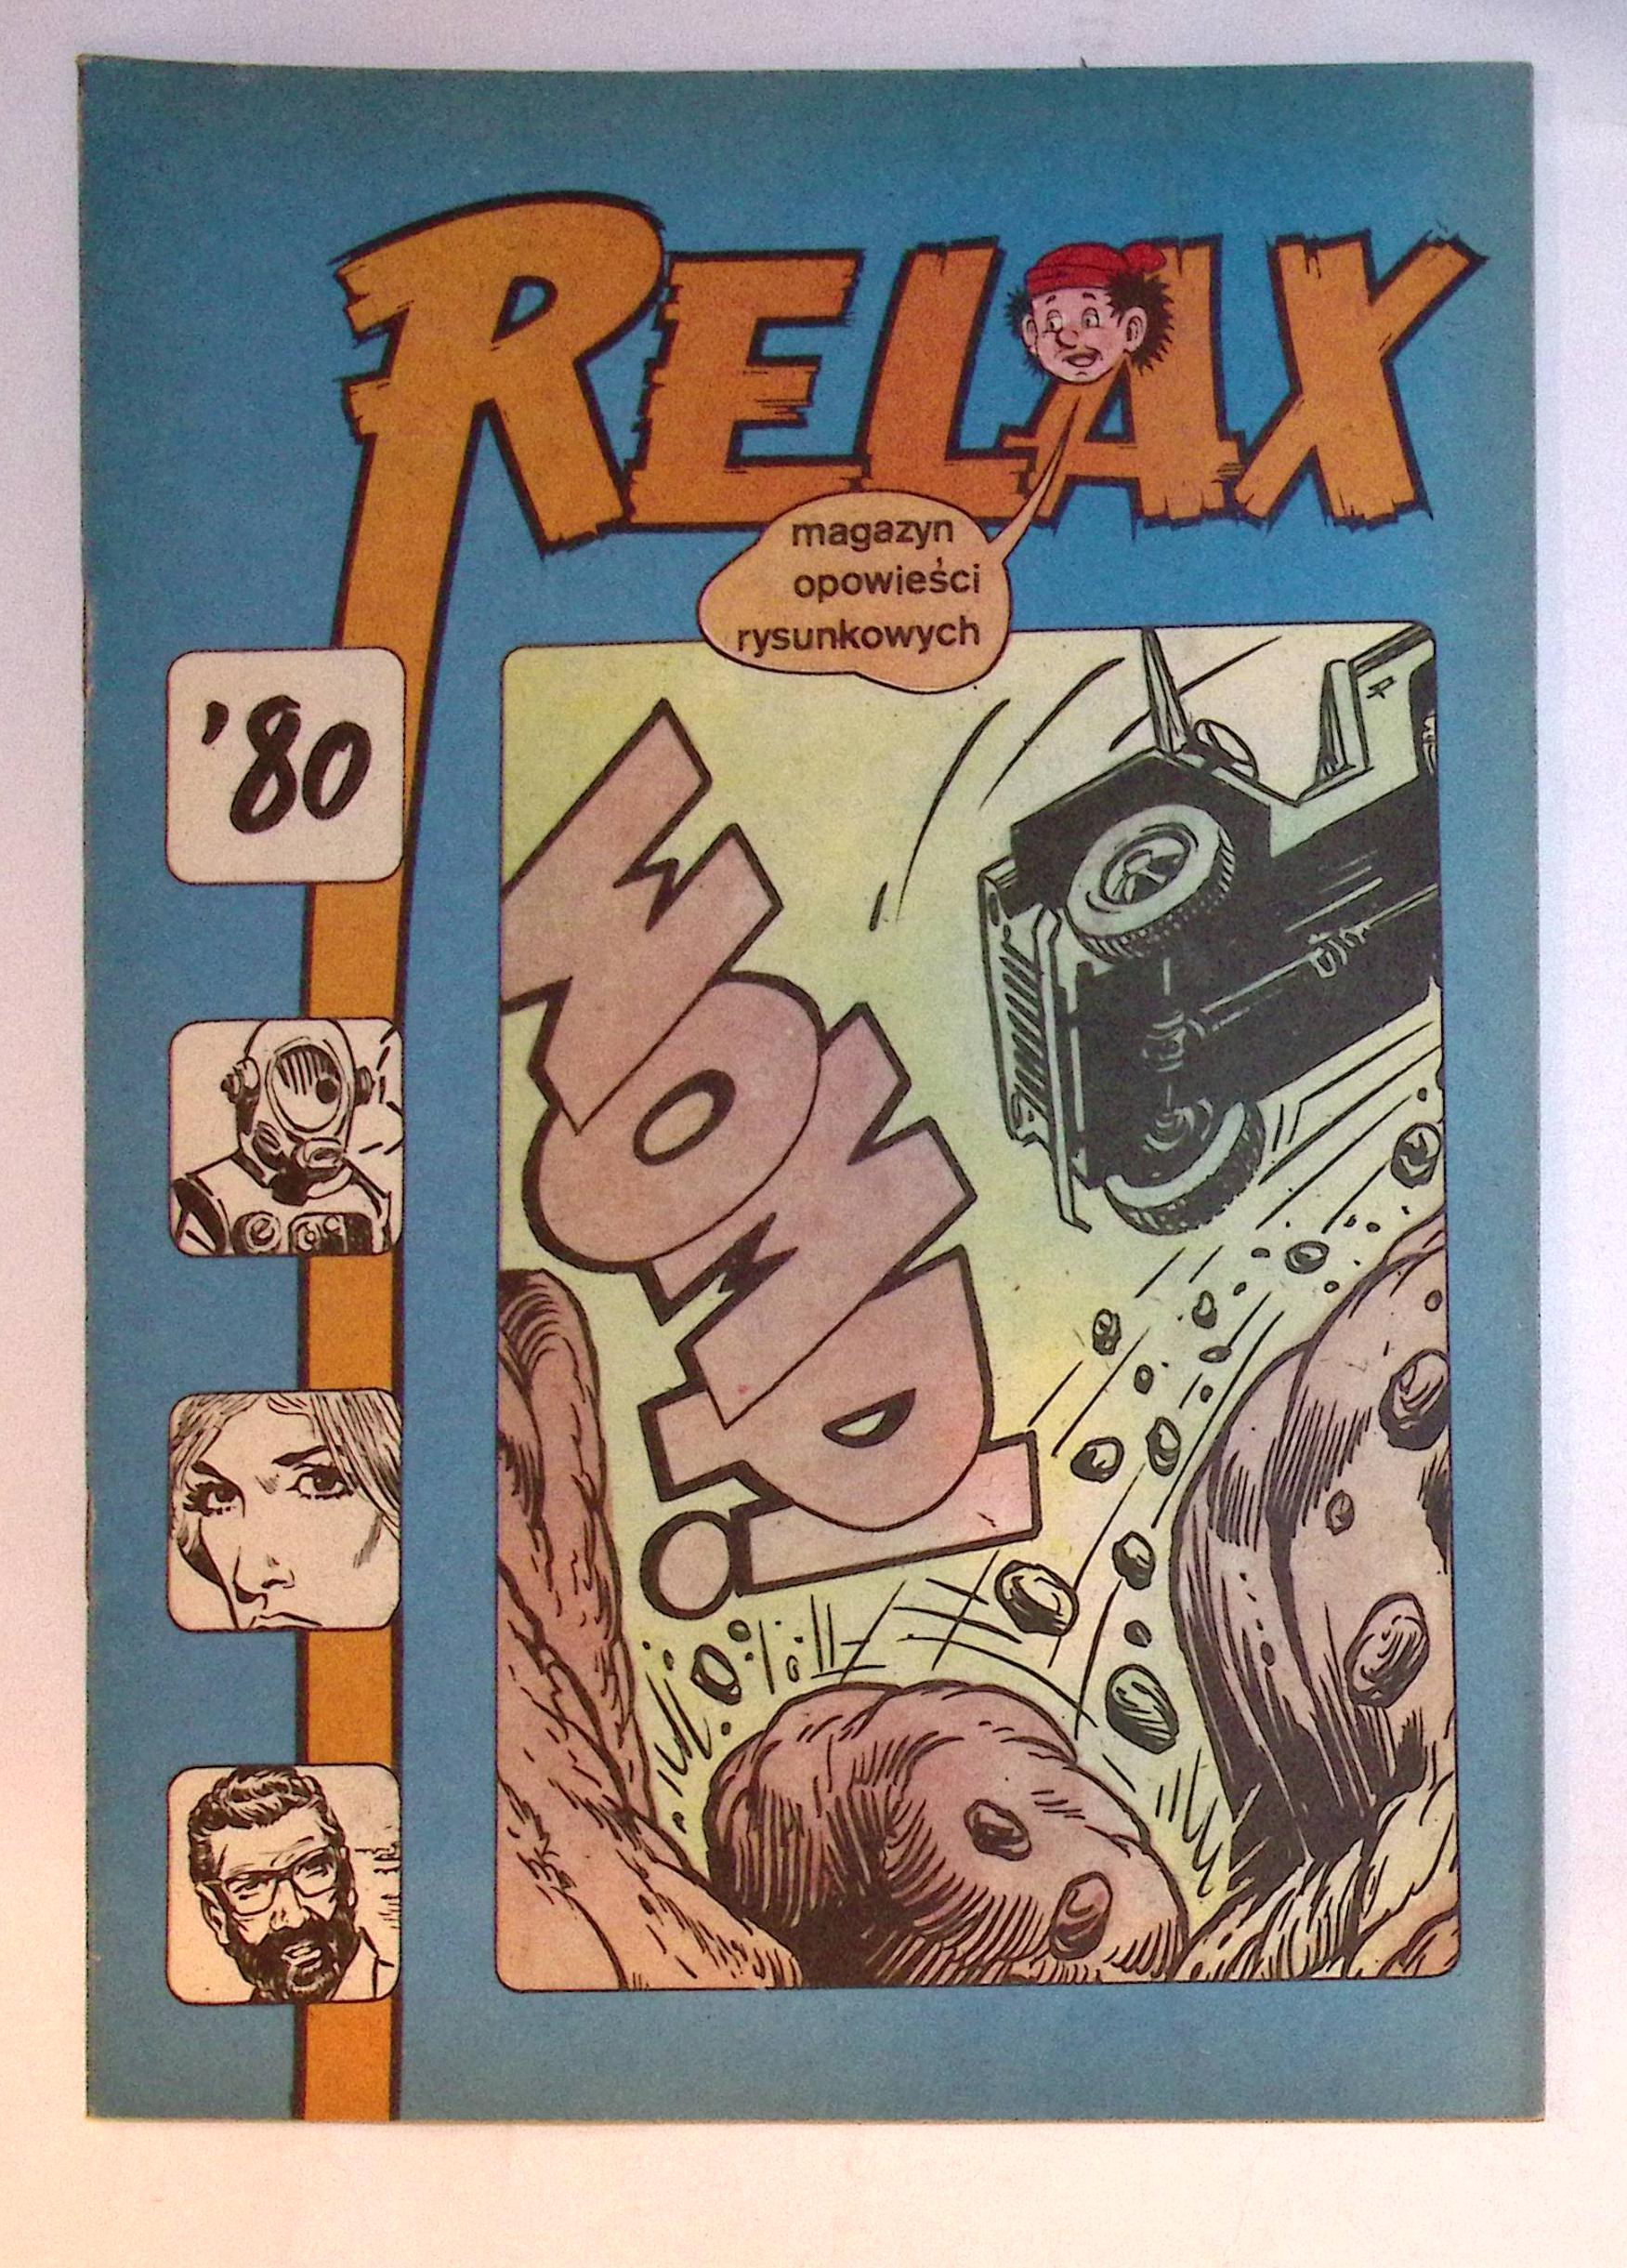 RELAX
magazyn
opowieści
rysunkowych
'80
WOMP!